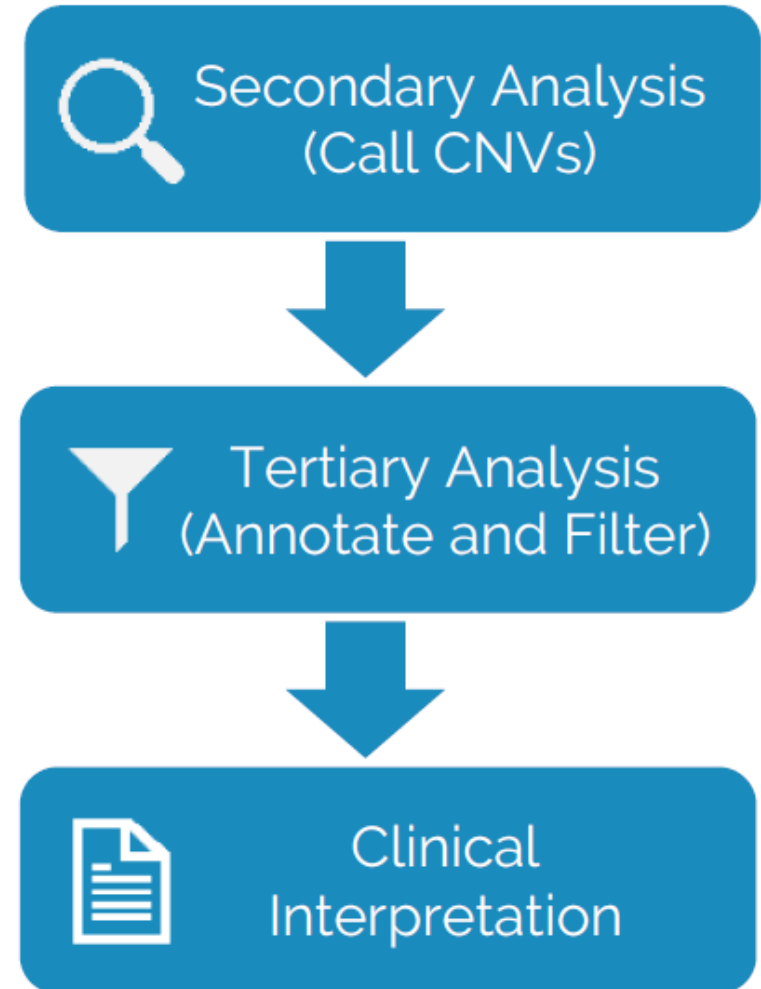 Secondary Analysis
(Call CNVs)
Tertiary Analysis
(Annotate and Filter)
Clinical
Interpretation